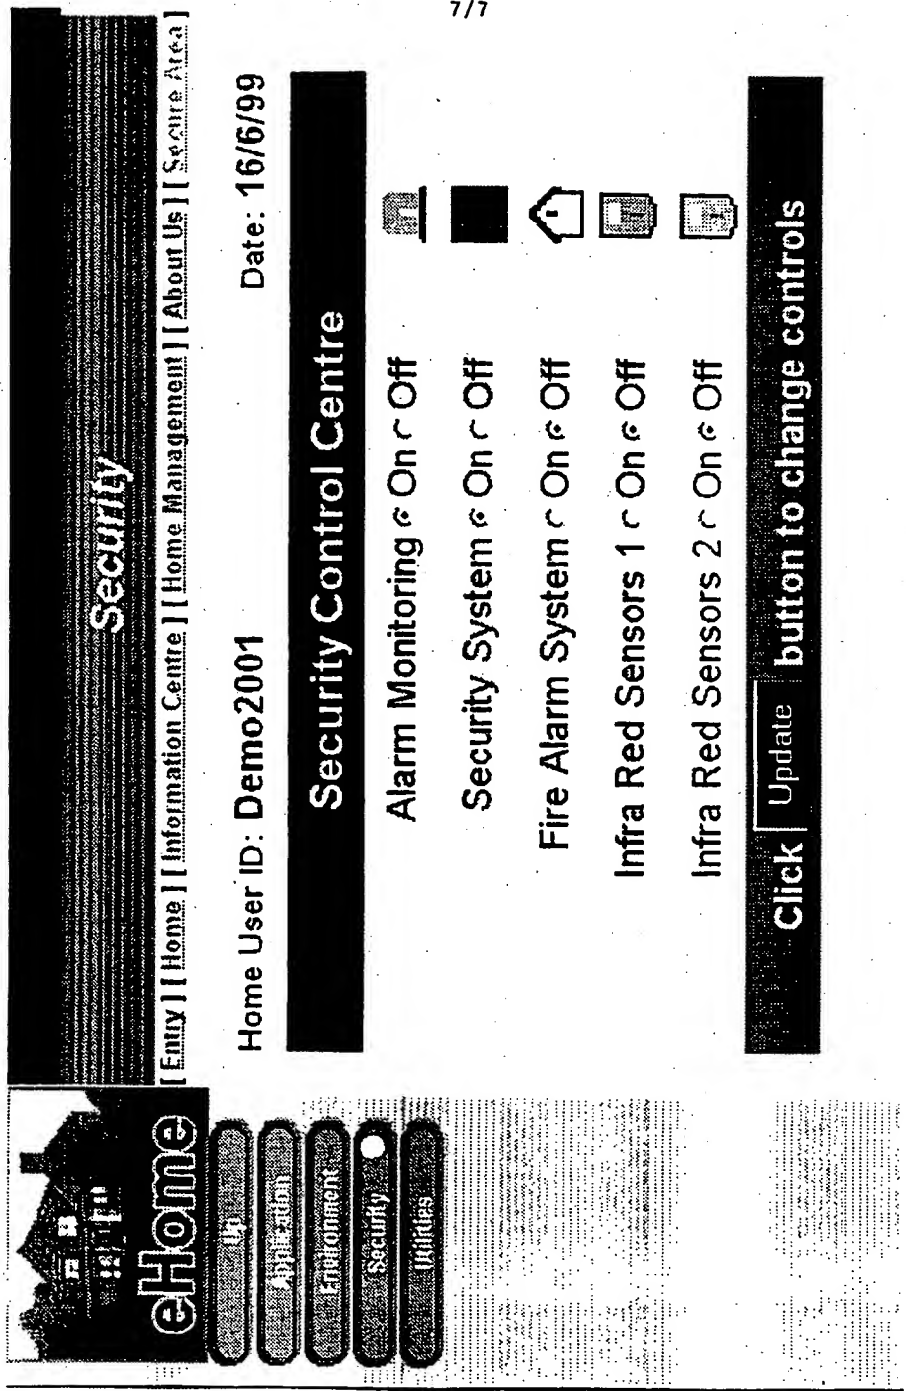 7/7
Security
[ Entry ] [ Home ] [ Information Centre ] [ Home Management ] [ About Us ] [ Secure Area ]
eHome
Up
Application
Environment
Security
Utilities
Home User ID: Demo2001 Date: 16/6/99
Security Control Centre
Alarm Monitoring On Off
Security System On Off
Fire Alarm System On Off
Infra Red Sensors 1 On Off
Infra Red Sensors 2 On Off
Click Update button to change controls